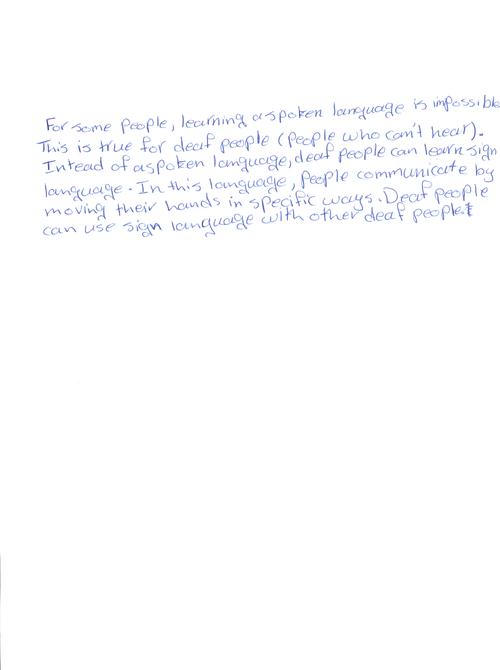 For some people, learning a spoken language is impossible
This is true for deaf people (people who can't hear).
Intead of a spoken language, deaf people can learn sign
language. In this language, people communicate by
moving their hands in specific ways. Deaf people
can use sign language with other deaf people.